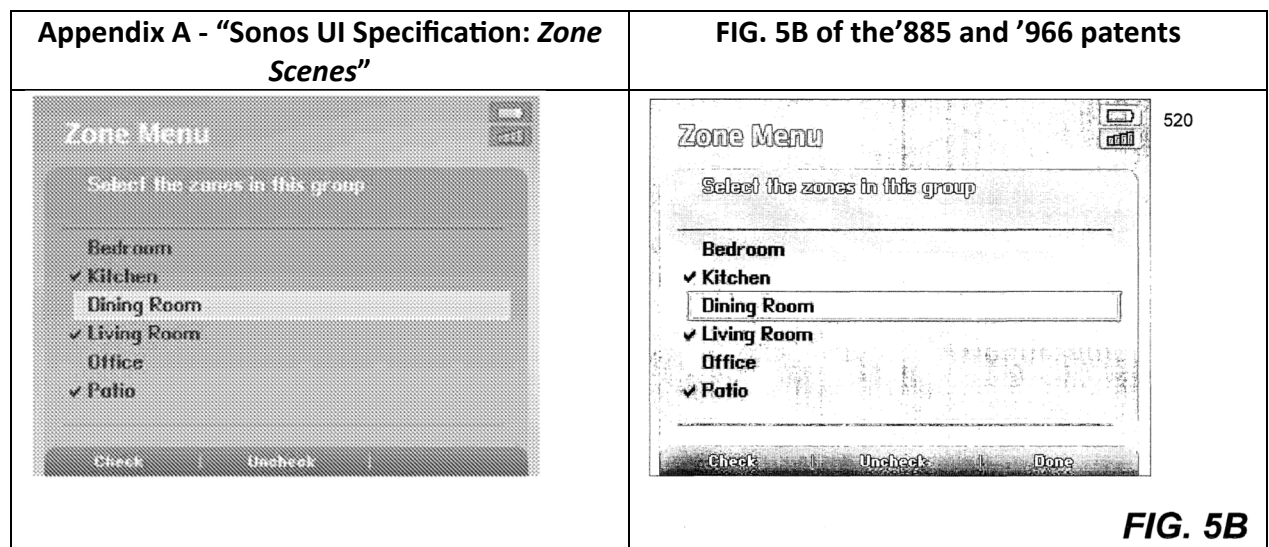 Appendix A - “Sonos UI Specification: Zone
Scenes”
FIG. 5B of the’885 and ’966 patents
Zone Menu
Select the zones in this group
Bedroom
✓ Kitchen
Dining Room
✓ Living Room
Office
✓ Patio
Check | Uncheck |
Zone Menu
520
Select the zones in this group
Bedroom
✓ Kitchen
Dining Room
✓ Living Room
Office
✓ Patio
Check | Uncheck | Done
FIG. 5B